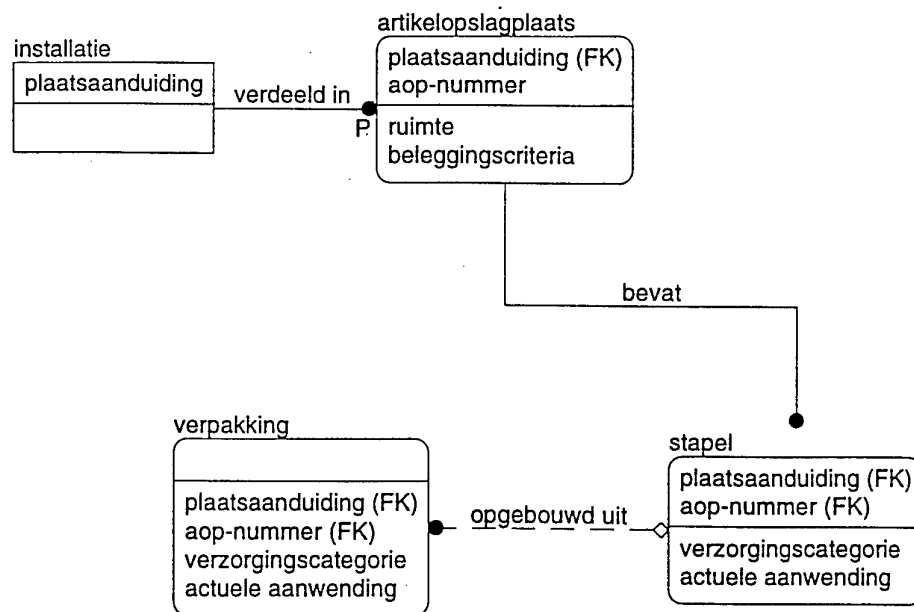 artikelopslagplaats
installatie
plaatsaanduiding (FK)
aop-nummer
plaatsaanduiding
verdeeld in
P
ruimte
beleggingscriteria
bevat
verpakking
stapel
plaatsaanduiding (FK)
aop-nummer (FK)
plaatsaanduiding (FK)
aop-nummer (FK)
verzorgingscategorie
actuele aanwending
opgebouwd uit
verzorgingscategorie
actuele aanwending